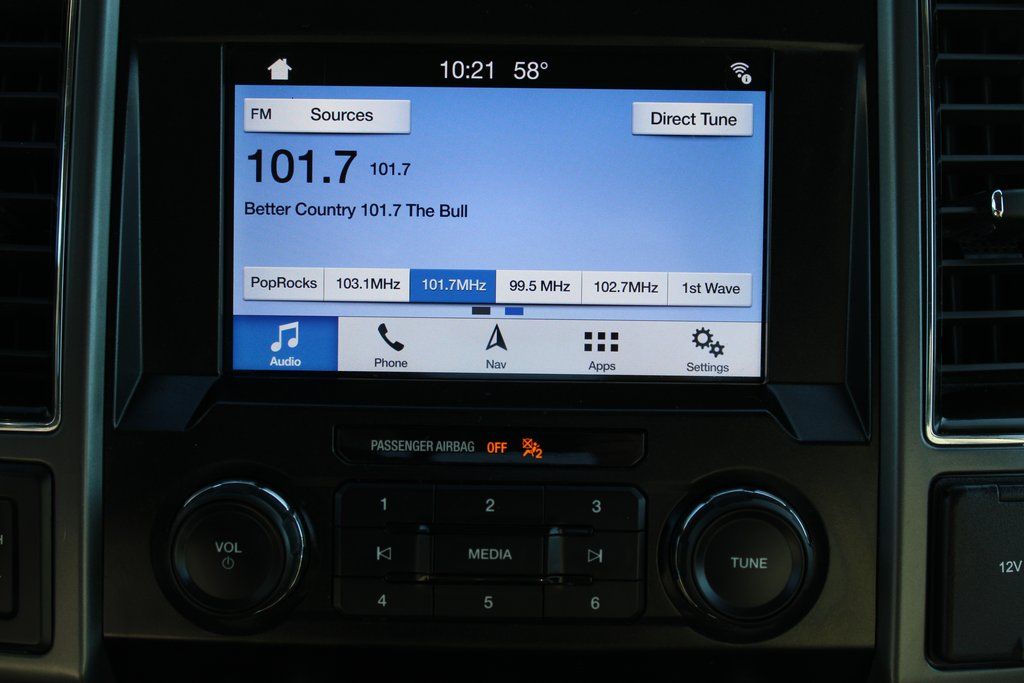 10:21 58°
FM Sources
Direct Tune
101.7 101.7
Better Country 101.7 The Bull
PopRocks 103.1MHz 101.7MHz 99.5 MHz 102.7MHz 1st Wave
Audio Phone Nav Apps Settings
PASSENGER AIRBAG OFF 2
1 2 3
VOL MEDIA TUNE
4 5 6
12V